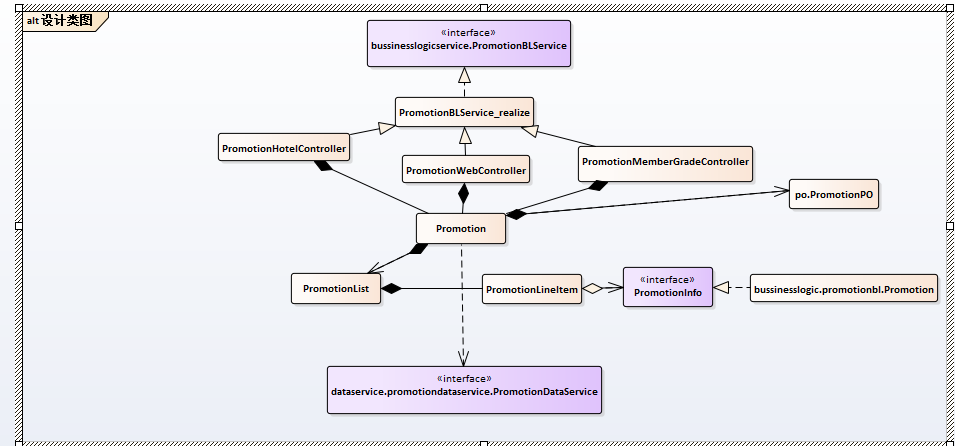 alt 设计类图
«interface»
bussinesslogicservice.PromotionBLService
PromotionBLService_realize
PromotionHotelController
PromotionWebController
PromotionMemberGradeController
po.PromotionPO
Promotion
PromotionList
PromotionLineItem
«interface»
PromotionInfo
bussinesslogic.promotionbl.Promotion
«interface»
dataservice.promotiondataservice.PromotionDataService